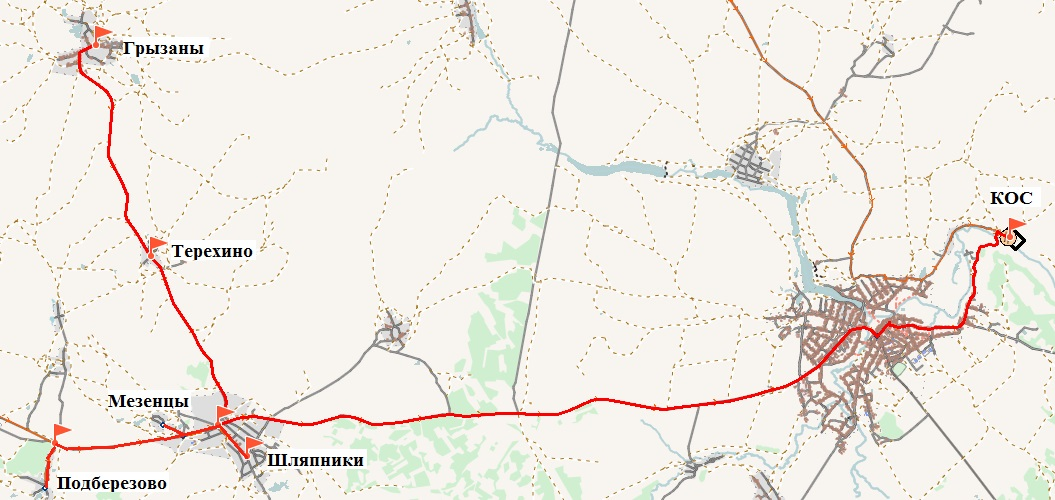 Грызаны
КОС
Терехино
Мезенцы
Шляпники
Подберезово